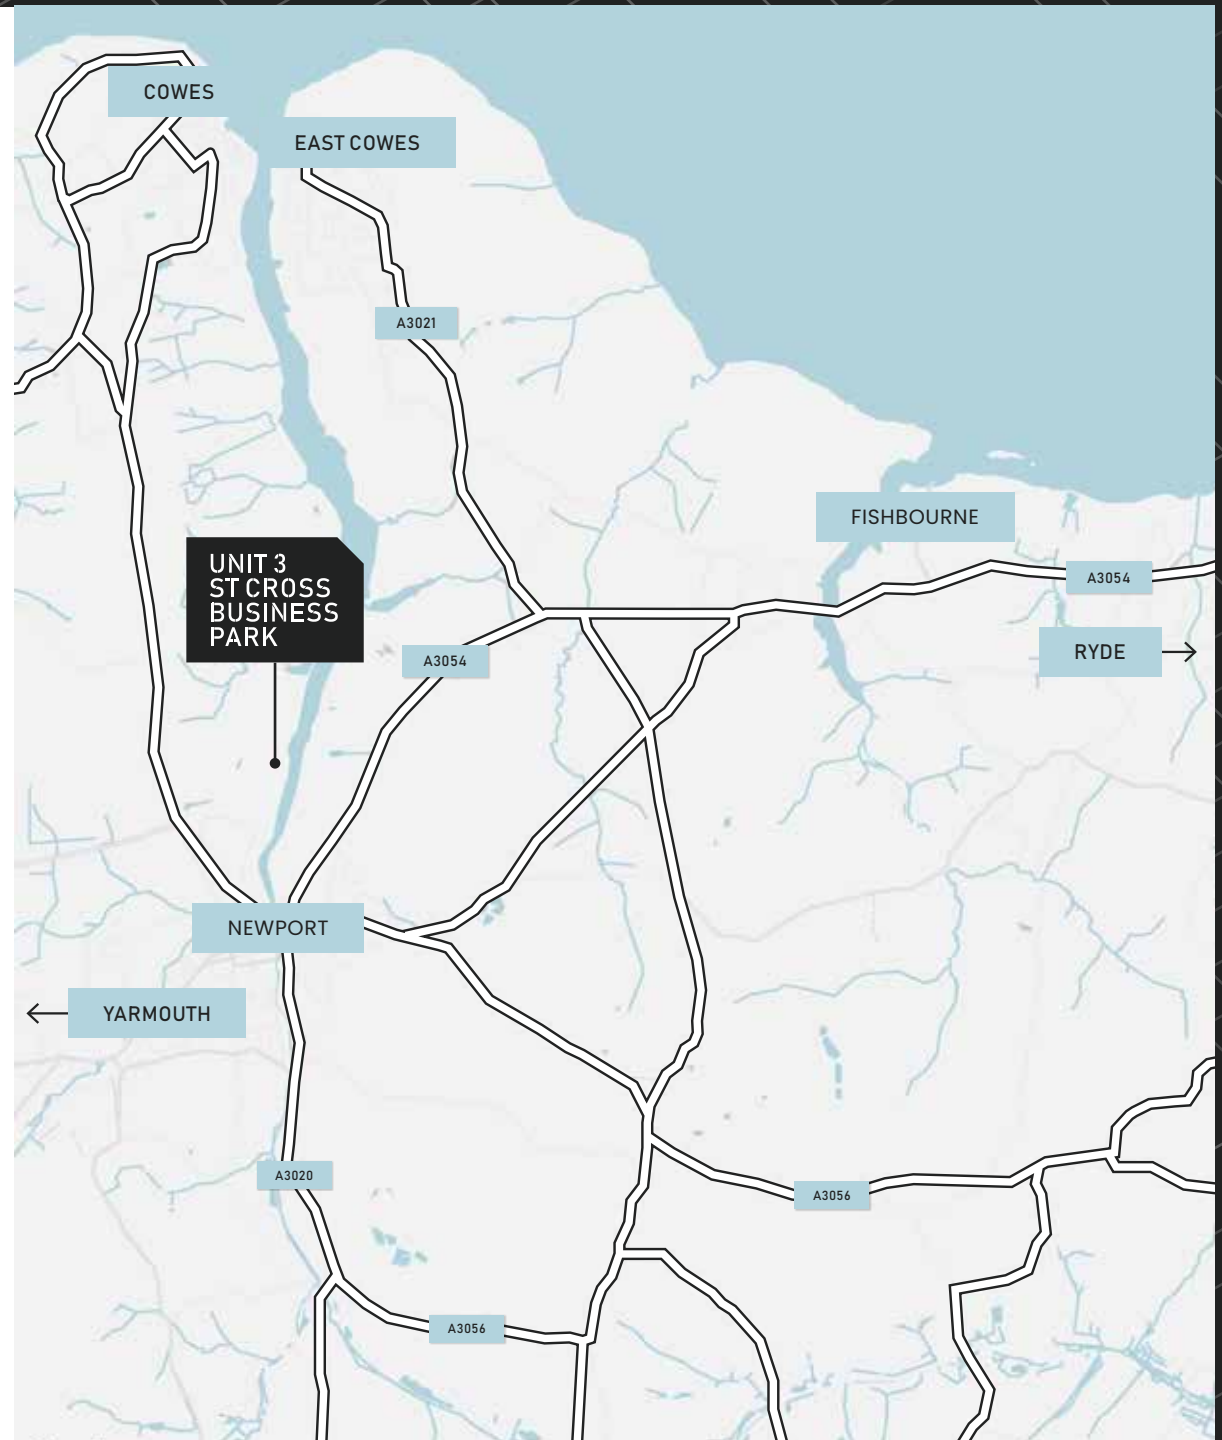 COWES
EAST COWES
A3021
FISHBOURNE
UNIT 3
ST CROSS
BUSINESS
PARK
A3054
RYDE
A3054
NEWPORT
YARMOUTH
A3020
A3056
A3056